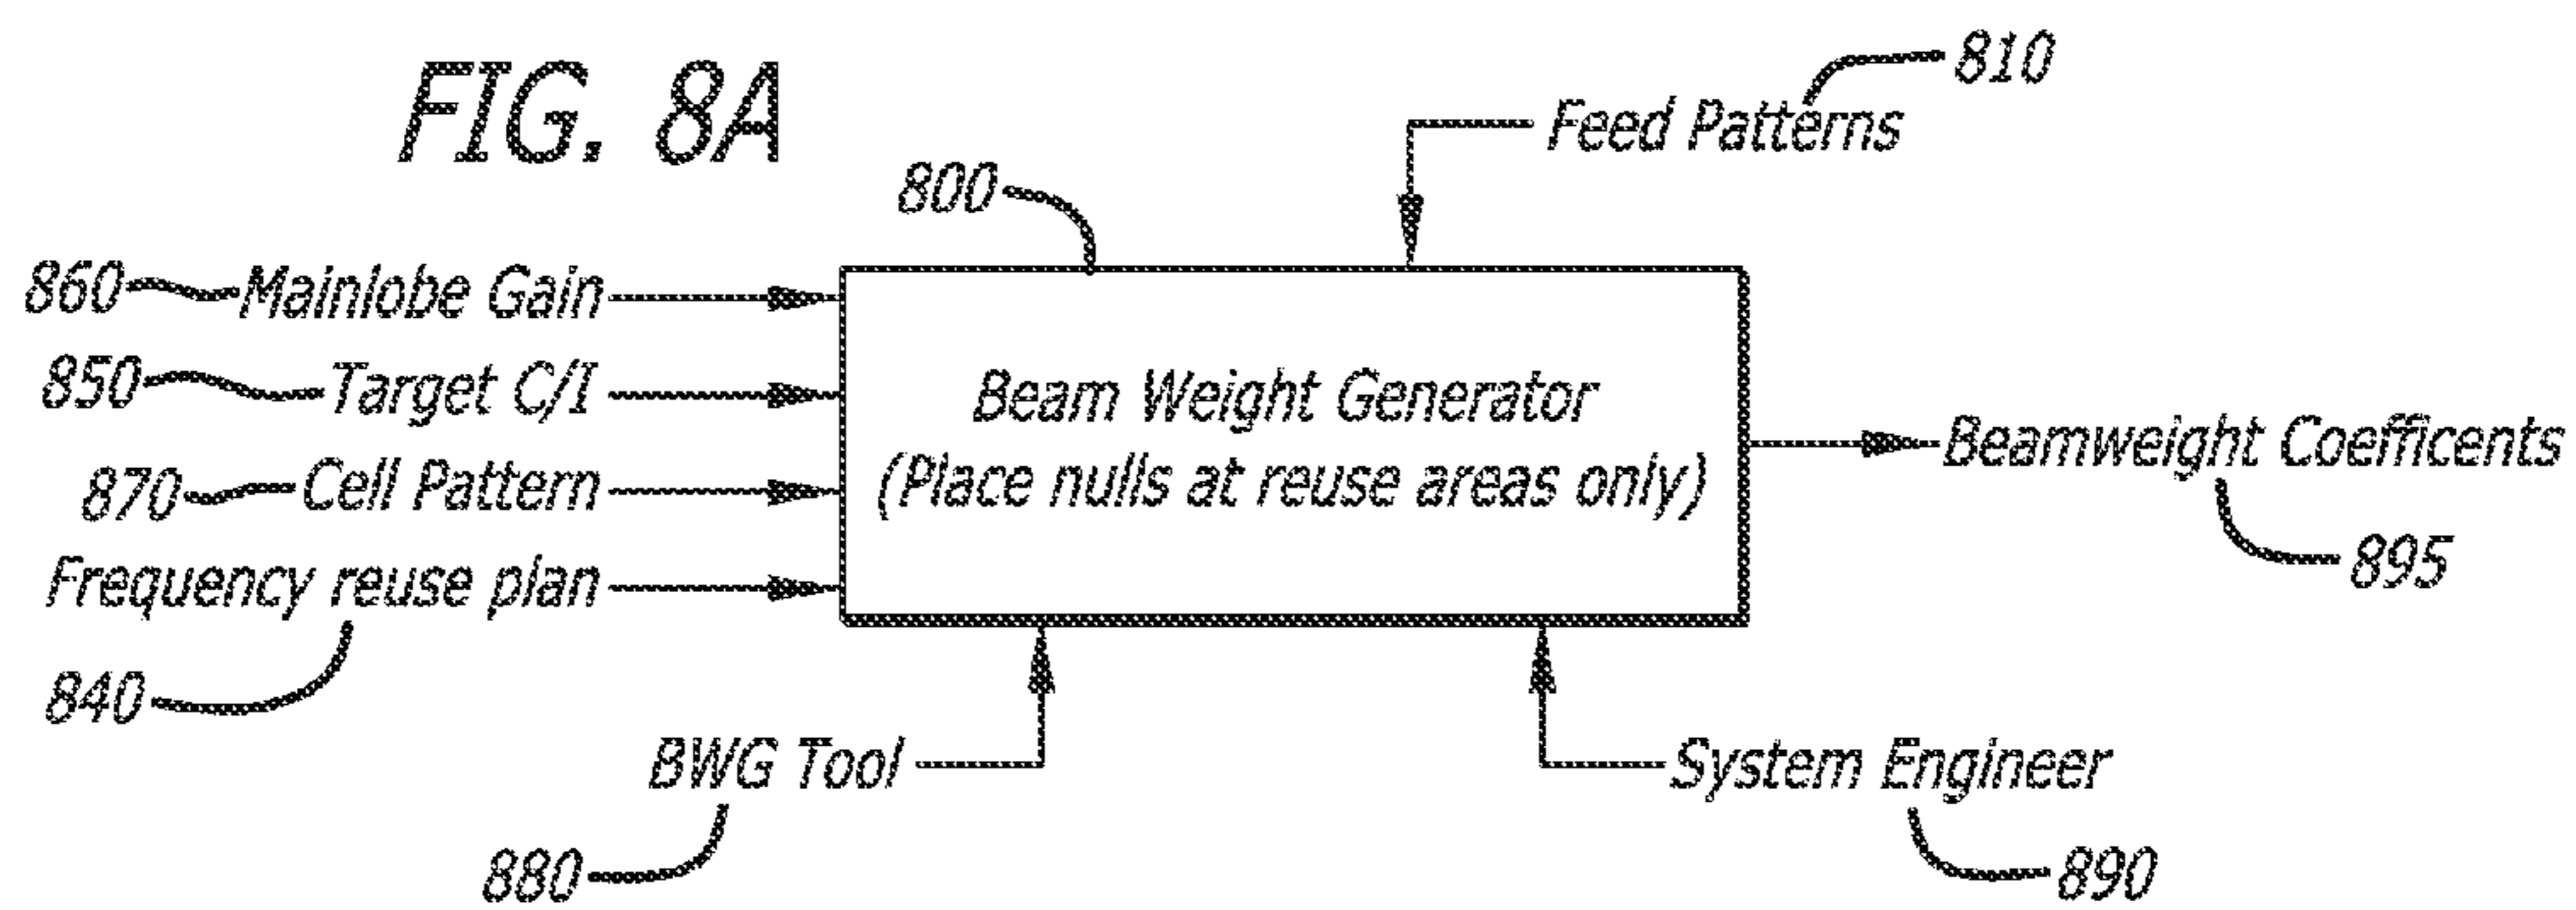 FIG. 8A
810
Feed Patterns
800
860 Mainlobe Gain
850 Target C/I
870 Cell Pattern
Frequency reuse plan
840
Beam Weight Generator
(Place nulls at reuse areas only)
Beamweight Coefficents
895
BWG Tool
880
System Engineer
890